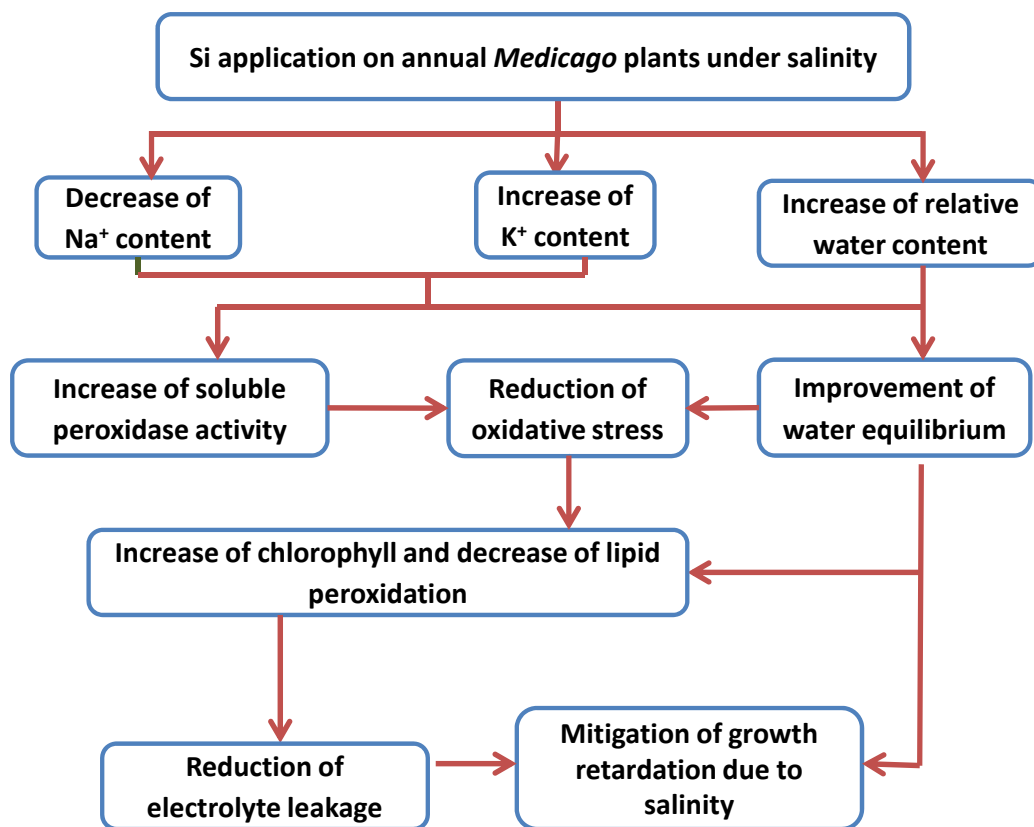 Si application on annual Medicago plants under salinity
Decrease of
Na⁺ content
Increase of
K⁺ content
Increase of relative
water content
Increase of soluble
peroxidase activity
Reduction of
oxidative stress
Improvement of
water equilibrium
Increase of chlorophyll and decrease of lipid
peroxidation
Reduction of
electrolyte leakage
Mitigation of growth
retardation due to
salinity